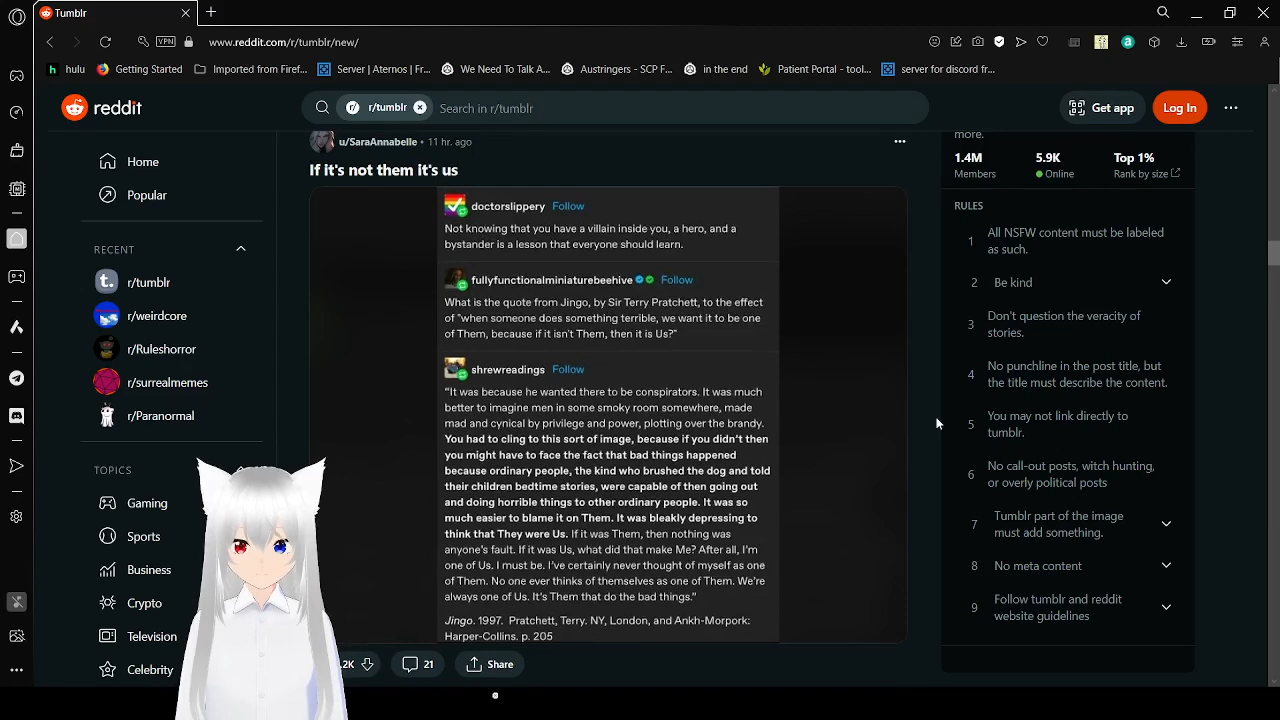 Tumblr
www.reddit.com/r/tumblr/new/
VPN
hulu
Getting Started
Imported from Firef...
Server | Aternos | Fr...
We Need To Talk A...
Austringers - SCP F...
in the end
Patient Portal - tool...
server for discord fr...
reddit
r/tumblr
Search in r/tumblr
Get app
Log In
Home
Popular
RECENT
r/tumblr
r/weirdcore
r/Ruleshorror
r/surrealmemes
r/Paranormal
TOPICS
Gaming
Sports
Business
Crypto
Television
Celebrity
u/SaraAnnabelle • 11 hr. ago
If it's not them it's us
doctorslippery Follow
Not knowing that you have a villain inside you, a hero, and a
bystander is a lesson that everyone should learn.
fullyfunctionalminiaturebeehive Follow
What is the quote from Jingo, by Sir Terry Pratchett, to the effect
of "when someone does something terrible, we want it to be one
of Them, because if it isn't Them, then it is Us?"
shrewreadings Follow
"It was because he wanted there to be conspirators. It was much
better to imagine men in some smoky room somewhere, made
mad and cynical by privilege and power, plotting over the brandy.
You had to cling to this sort of image, because if you didn't then
you might have to face the fact that bad things happened
because ordinary people, the kind who brushed the dog and told
their children bedtime stories, were capable of then going out
and doing horrible things to other ordinary people. It was so
much easier to blame it on Them. It was bleakly depressing to
think that They were Us. If it was Them, then nothing was
anyone's fault. If it was Us, what did that make Me? After all, I'm
one of Us. I must be. I've certainly never thought of myself as one
of Them. No one ever thinks of themselves as one of Them. We're
always one of Us. It's Them that do the bad things."
Jingo. 1997. Pratchett, Terry. NY, London, and Ankh-Morpork:
Harper-Collins. p. 205
2K
21
Share
more.
1.4M 5.9K Top 1%
Members Online Rank by size
RULES
1 All NSFW content must be labeled
as such.
2 Be kind
3 Don't question the veracity of
stories.
4 No punchline in the post title, but
the title must describe the content.
5 You may not link directly to
tumblr.
6 No call-out posts, witch hunting,
or overly political posts
7 Tumblr part of the image
must add something.
8 No meta content
9 Follow tumblr and reddit
website guidelines